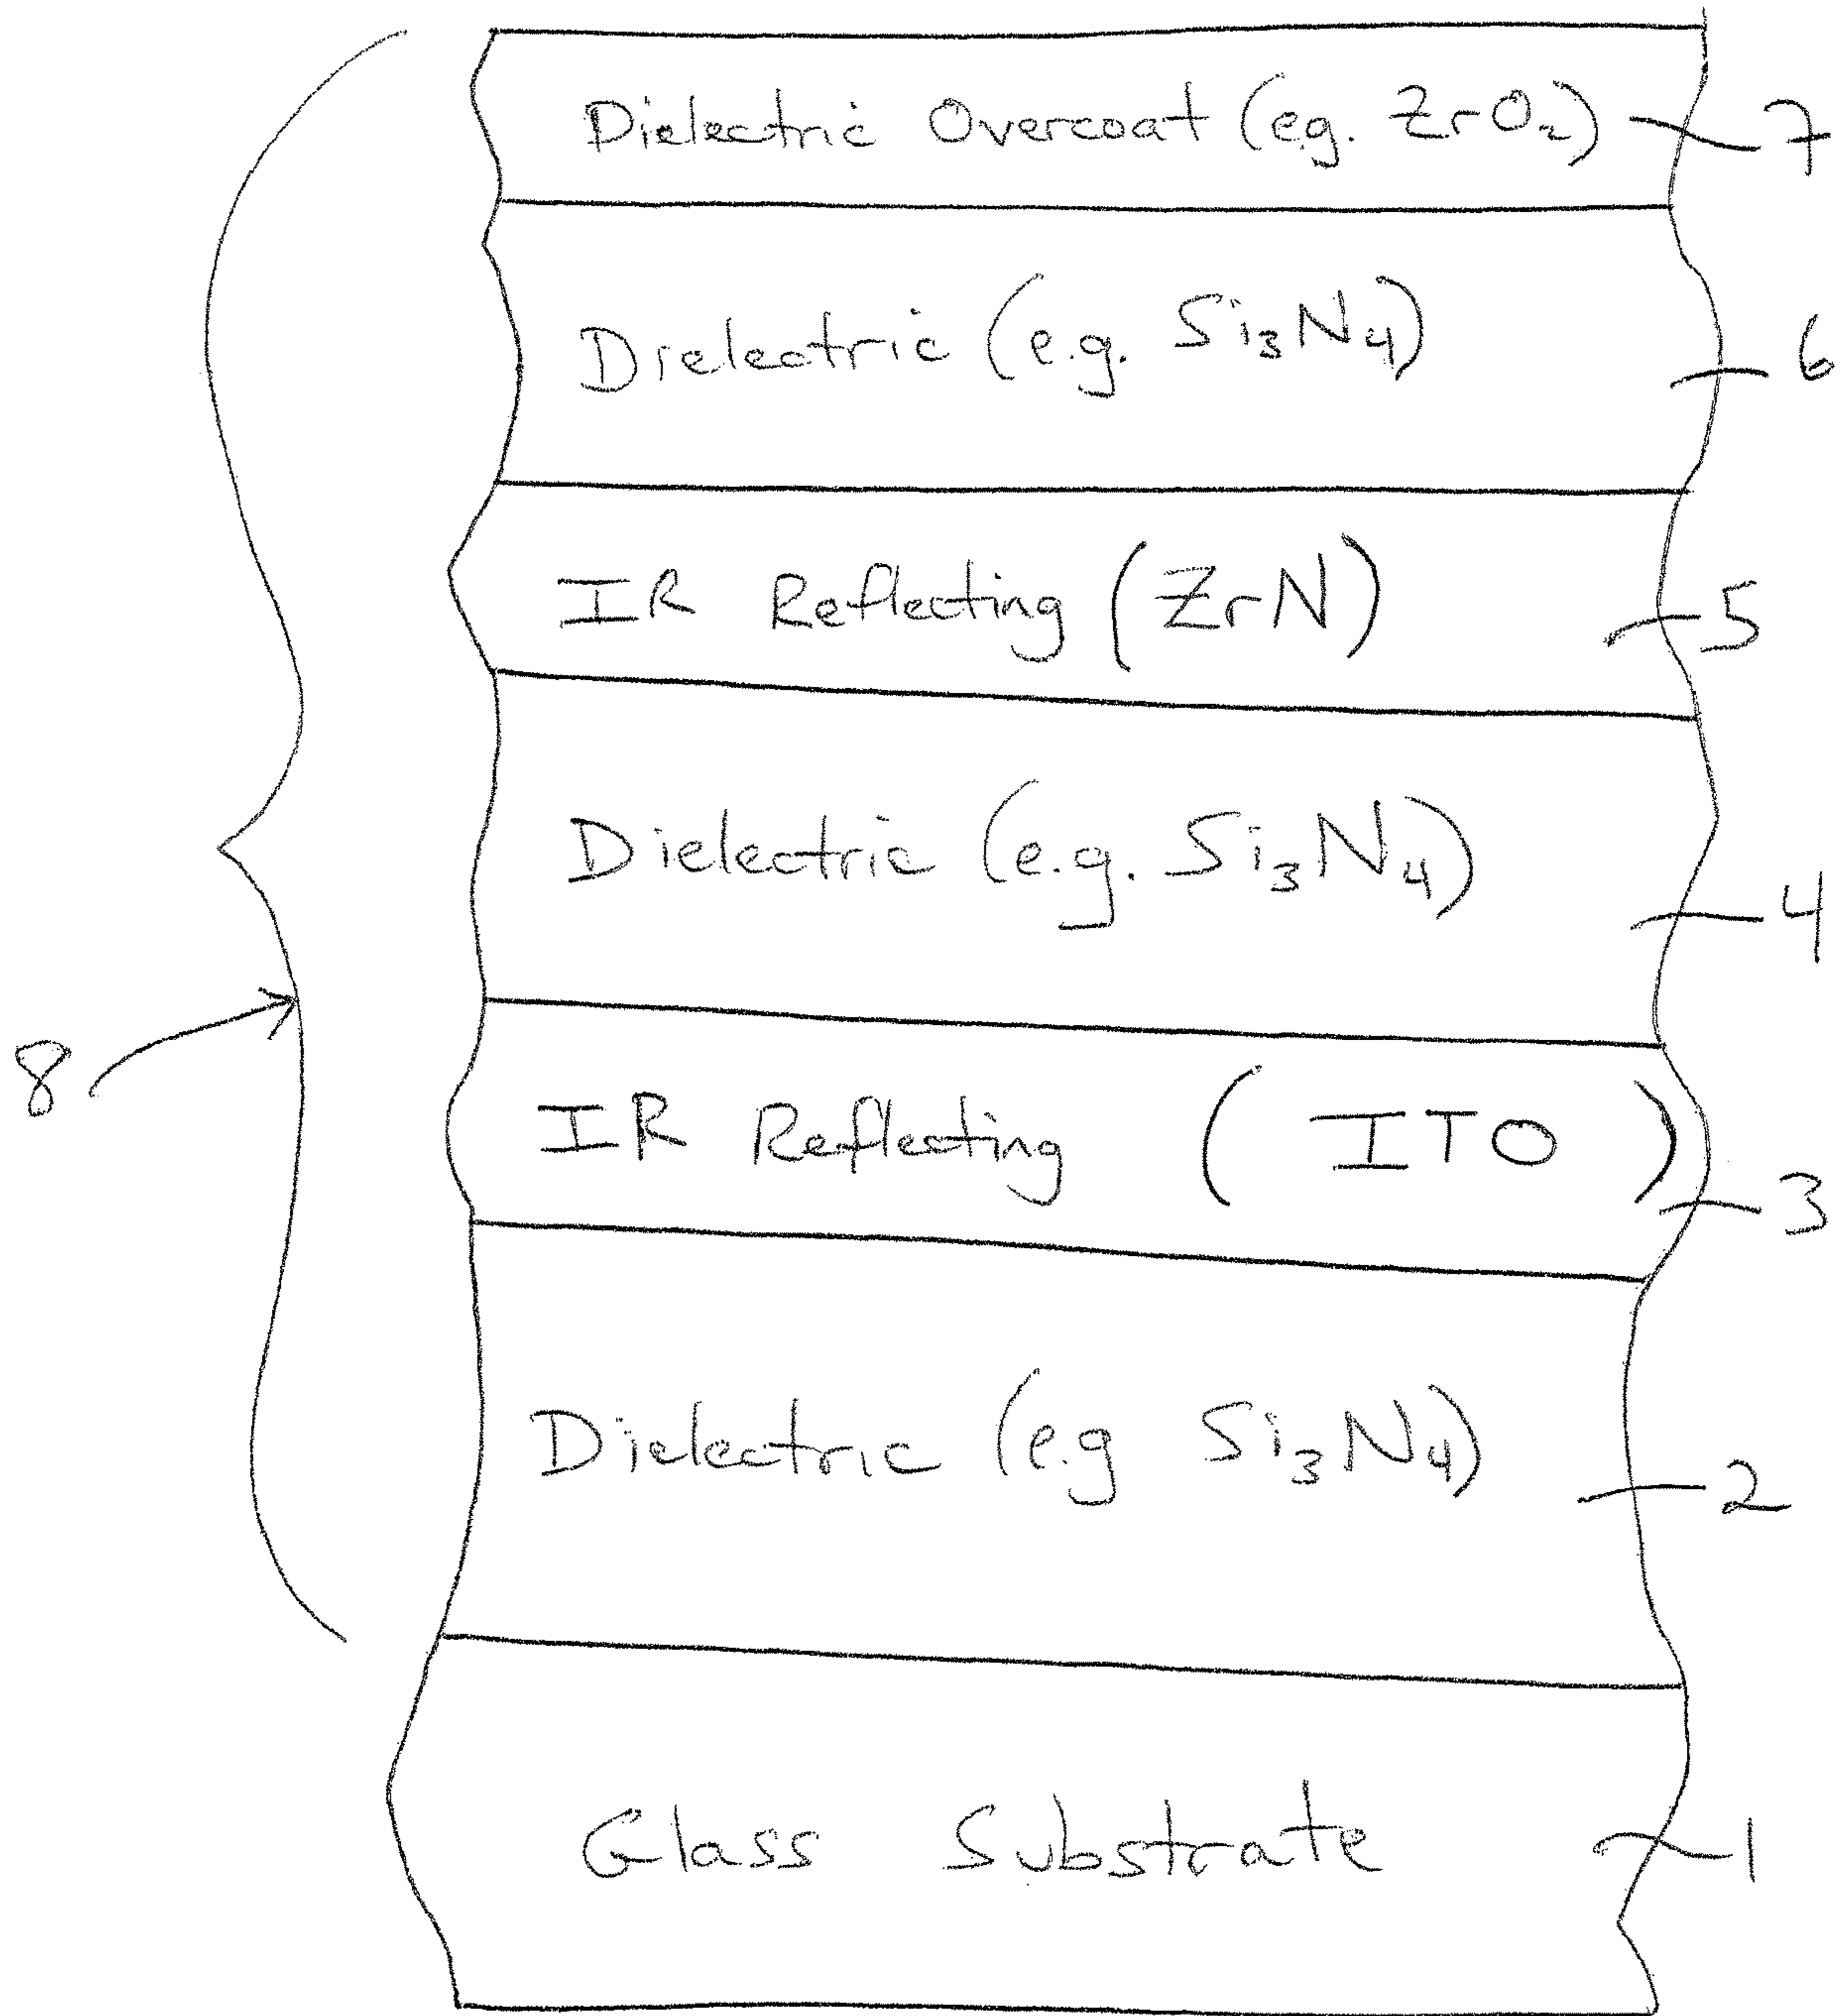 Dielectric Overcoat (eg. ZrO₂) 7
Dielectric (e.g. Si₃N₄) 6
IR Reflecting (ZrN) 5
Dielectric (e.g. Si₃N₄) 4
8
IR Reflecting ( ITO ) 3
Dielectric (e.g Si₃N₄) 2
Glass Substrate 1